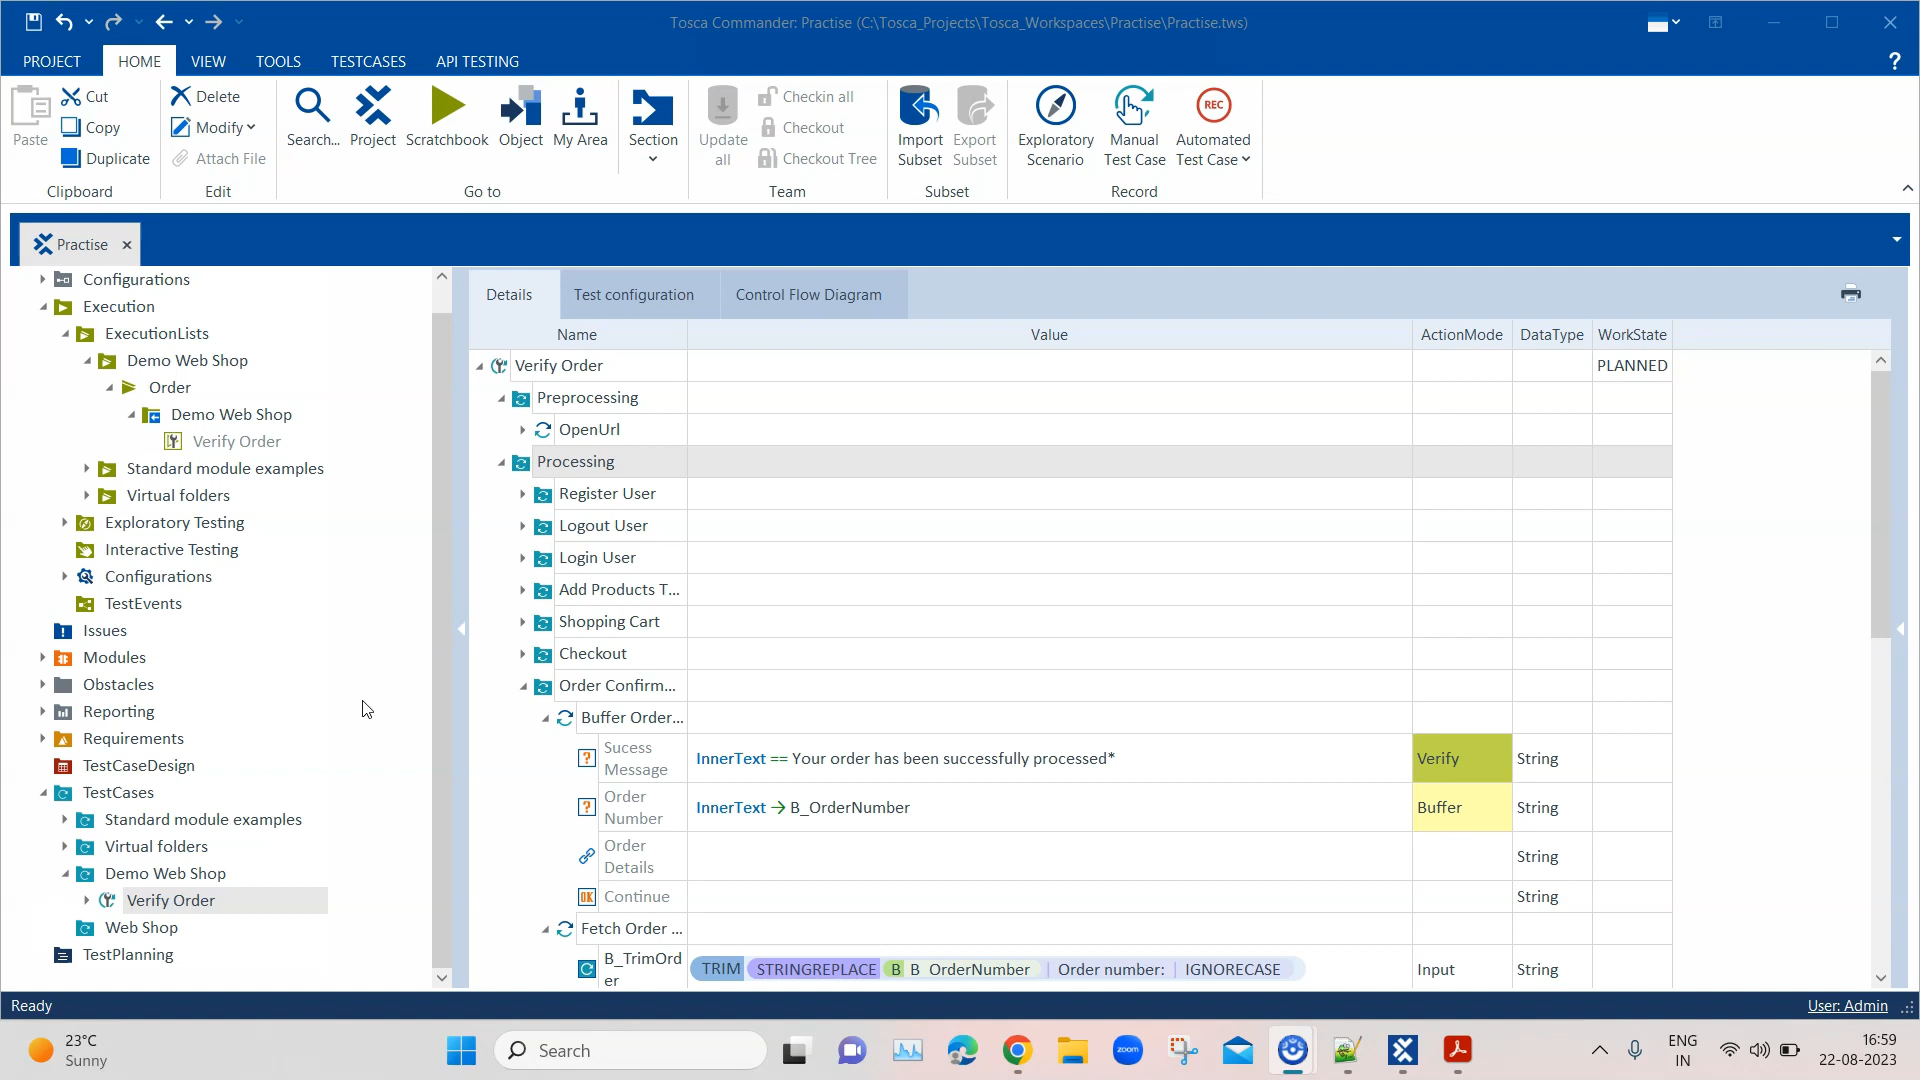 Tosca Commander: Practise (C:\Tosca_Projects\Tosca_Workspaces\Practise\Practise.tws)
PROJECT HOME VIEW TOOLS TESTCASES API TESTING ?
Paste
Cut
Copy
Duplicate
Clipboard
Delete
Modify
Attach File
Edit
Search...
Project
Scratchbook
Object
My Area
Go to
Section
Update all
Checkin all
Checkout
Checkout Tree
Team
Import Subset
Export Subset
Subset
Exploratory Scenario
Manual Test Case
REC
Automated Test Case
Record
Practise
Configurations
Execution
ExecutionLists
Demo Web Shop
Order
Demo Web Shop
Verify Order
Standard module examples
Virtual folders
Exploratory Testing
Interactive Testing
Configurations
TestEvents
Issues
Modules
Obstacles
Reporting
Requirements
TestCaseDesign
TestCases
Standard module examples
Virtual folders
Demo Web Shop
Verify Order
Web Shop
TestPlanning
Details Test configuration Control Flow Diagram
Name Value ActionMode DataType WorkState
Verify Order PLANNED
Preprocessing
OpenUrl
Processing
Register User
Logout User
Login User
Add Products T...
Shopping Cart
Checkout
Order Confirm...
Buffer Order...
Sucess
Message
InnerText == Your order has been successfully processed* Verify String
Order
Number
InnerText → B_OrderNumber Buffer String
Order
Details
String
OK Continue String
Fetch Order ...
B_TrimOrd
er
TRIM STRINGREPLACE B B_OrderNumber Order number: IGNORECASE Input String
Ready User: Admin
23°C
Sunny
Search
zoom
ENG
IN
16:59
22-08-2023